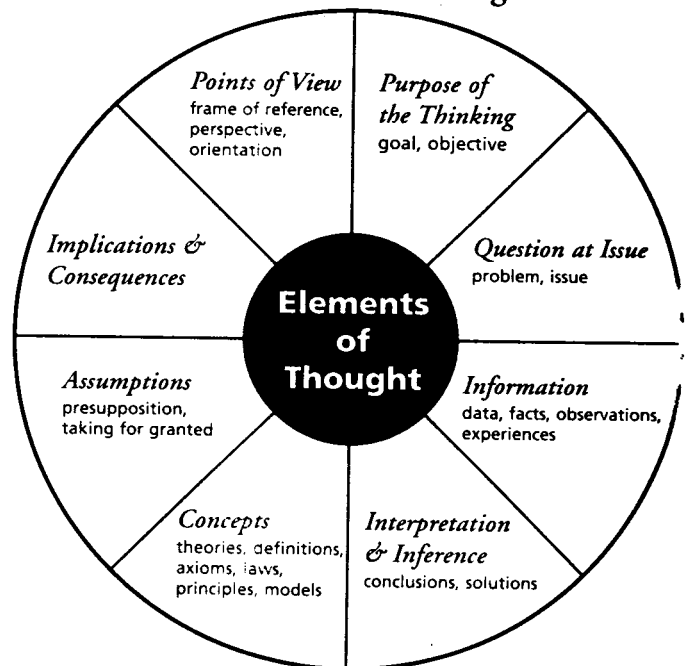 Points of View
frame of reference,
perspective,
orientation
Purpose of
the Thinking
goal, objective
Question at Issue
problem, issue
Information
data, facts, observations,
experiences
Interpretation
& Inference
conclusions, solutions
Concepts
theories, definitions,
axioms, laws,
principles, models
Assumptions
presupposition,
taking for granted
Implications &
Consequences
Elements
of
Thought